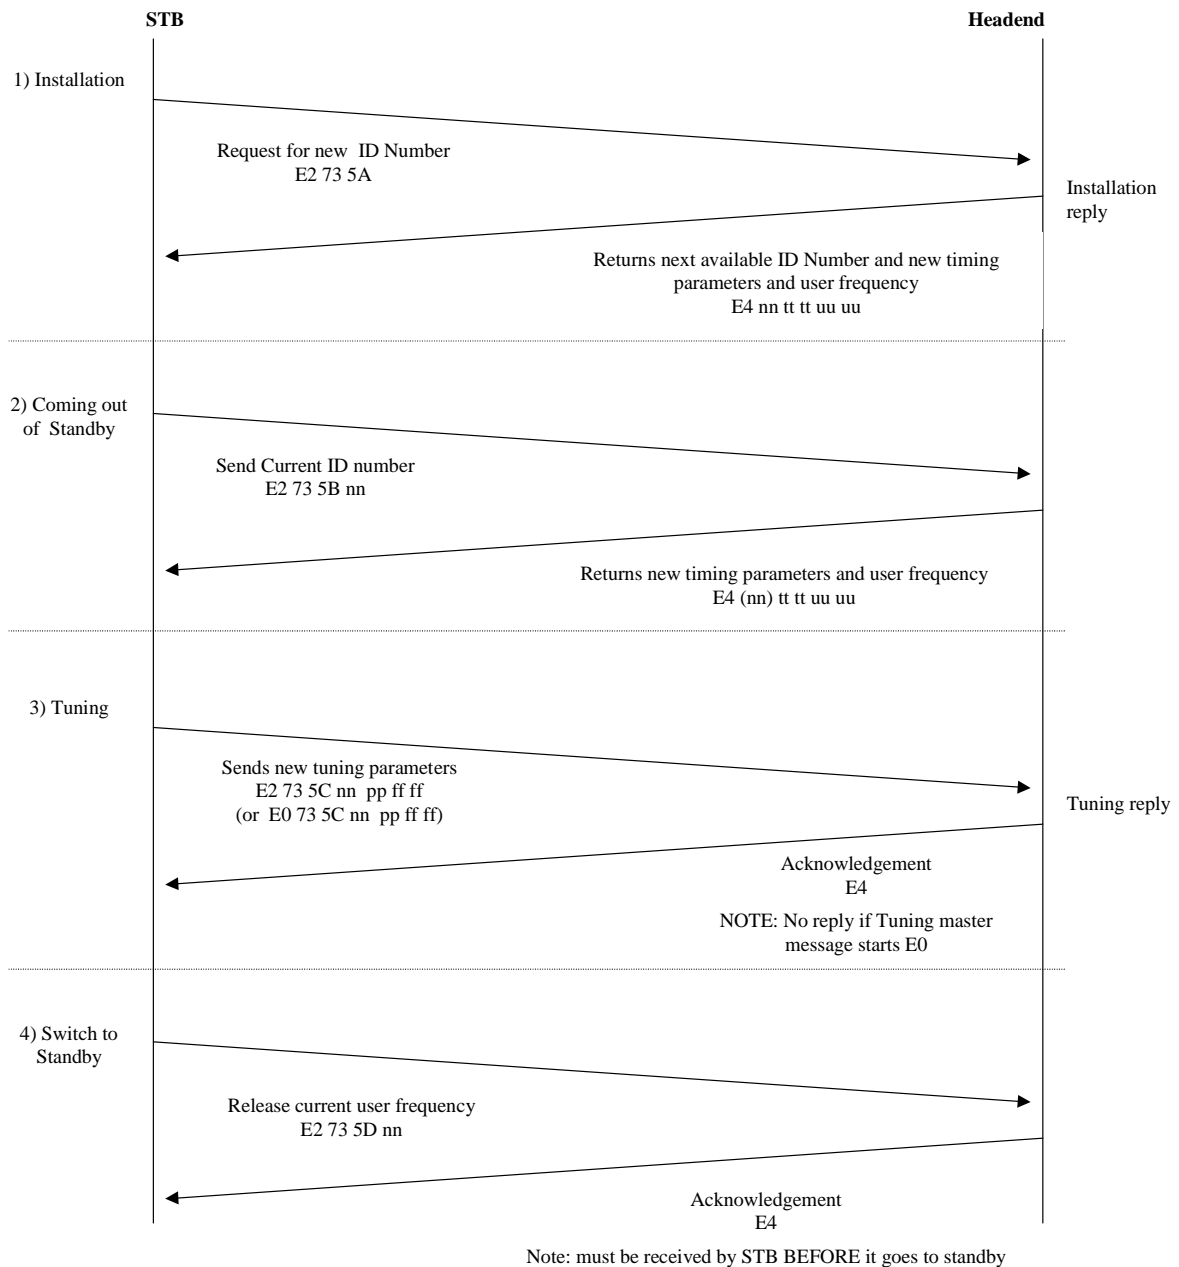 STB
Headend
1) Installation
Request for new ID Number
E2 73 5A
Installation
reply
Returns next available ID Number and new timing
parameters and user frequency
E4 nn tt tt uu uu
2) Coming out
of Standby
Send Current ID number
E2 73 5B nn
Returns new timing parameters and user frequency
E4 (nn) tt tt uu uu
3) Tuning
Sends new tuning parameters
E2 73 5C nn pp ff ff
(or E0 73 5C nn pp ff ff)
Tuning reply
Acknowledgement
E4
NOTE: No reply if Tuning master
message starts E0
4) Switch to
Standby
Release current user frequency
E2 73 5D nn
Acknowledgement
E4
Note: must be received by STB BEFORE it goes to standby